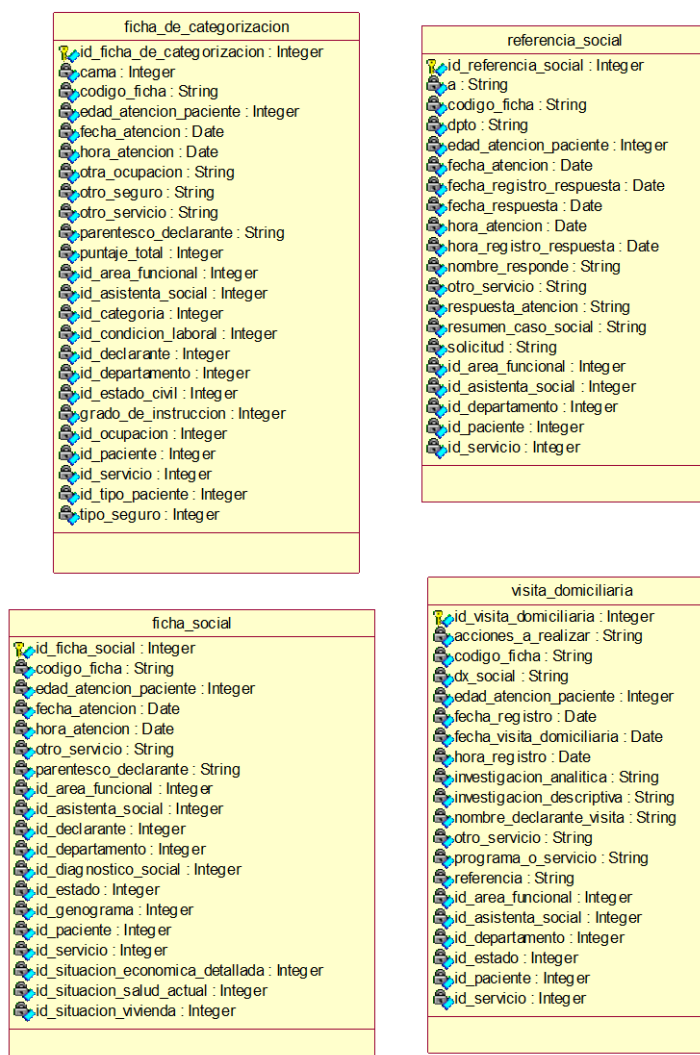 ficha_de_categorizacion
id_ficha_de_categorizacion : Integer
cama : Integer
codigo_ficha : String
edad_atencion_paciente : Integer
fecha_atencion : Date
hora_atencion : Date
otra_ocupacion : String
otro_seguro : String
otro_servicio : String
parentesco_declarante : String
puntaje_total : Integer
id_area_funcional : Integer
id_asistenta_social : Integer
id_categoria : Integer
id_condicion_laboral : Integer
id_declarante : Integer
id_departamento : Integer
id_estado_civil : Integer
grado_de_instruccion : Integer
id_ocupacion : Integer
id_paciente : Integer
id_servicio : Integer
id_tipo_paciente : Integer
tipo_seguro : Integer
referencia_social
id_referencia_social : Integer
a : String
codigo_ficha : String
dpto : String
edad_atencion_paciente : Integer
fecha_atencion : Date
fecha_registro_respuesta : Date
fecha_respuesta : Date
hora_atencion : Date
hora_registro_respuesta : Date
nombre_responde : String
otro_servicio : String
respuesta_atencion : String
resumen_caso_social : String
solicitud : String
id_area_funcional : Integer
id_asistenta_social : Integer
id_departamento : Integer
id_paciente : Integer
id_servicio : Integer
ficha_social
id_ficha_social : Integer
codigo_ficha : String
edad_atencion_paciente : Integer
fecha_atencion : Date
hora_atencion : Date
otro_servicio : String
parentesco_declarante : String
id_area_funcional : Integer
id_asistenta_social : Integer
id_declarante : Integer
id_departamento : Integer
id_diagnostico_social : Integer
id_estado : Integer
id_genograma : Integer
id_paciente : Integer
id_servicio : Integer
id_situacion_economica_detallada : Integer
id_situacion_salud_actual : Integer
id_situacion_vivienda : Integer
visita_domiciliaria
id_visita_domiciliaria : Integer
acciones_a_realizar : String
codigo_ficha : String
dx_social : String
edad_atencion_paciente : Integer
fecha_registro : Date
fecha_visita_domiciliaria : Date
hora_registro : Date
investigacion_analitica : String
investigacion_descriptiva : String
nombre_declarante_visita : String
otro_servicio : String
programa_o_servicio : String
referencia : String
id_area_funcional : Integer
id_asistenta_social : Integer
id_departamento : Integer
id_estado : Integer
id_paciente : Integer
id_servicio : Integer